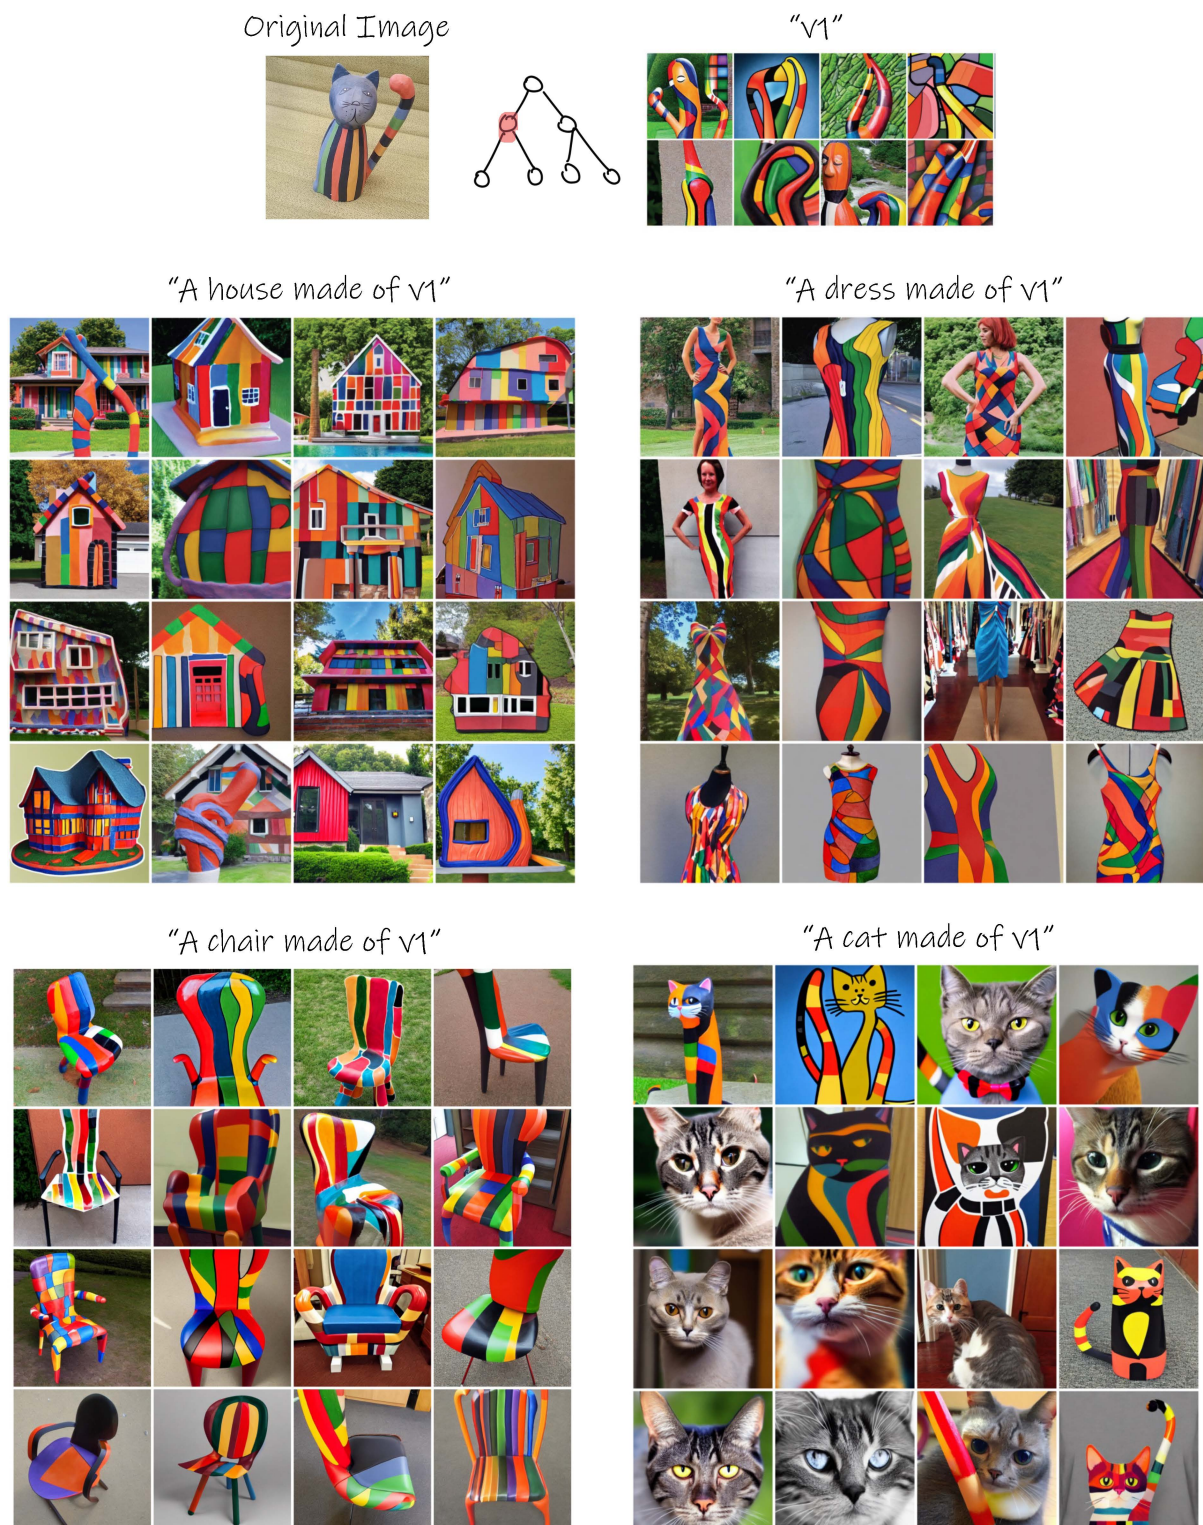 Original Image
"v1"
"A house made of v1"
"A dress made of v1"
"A chair made of v1"
"A cat made of v1"